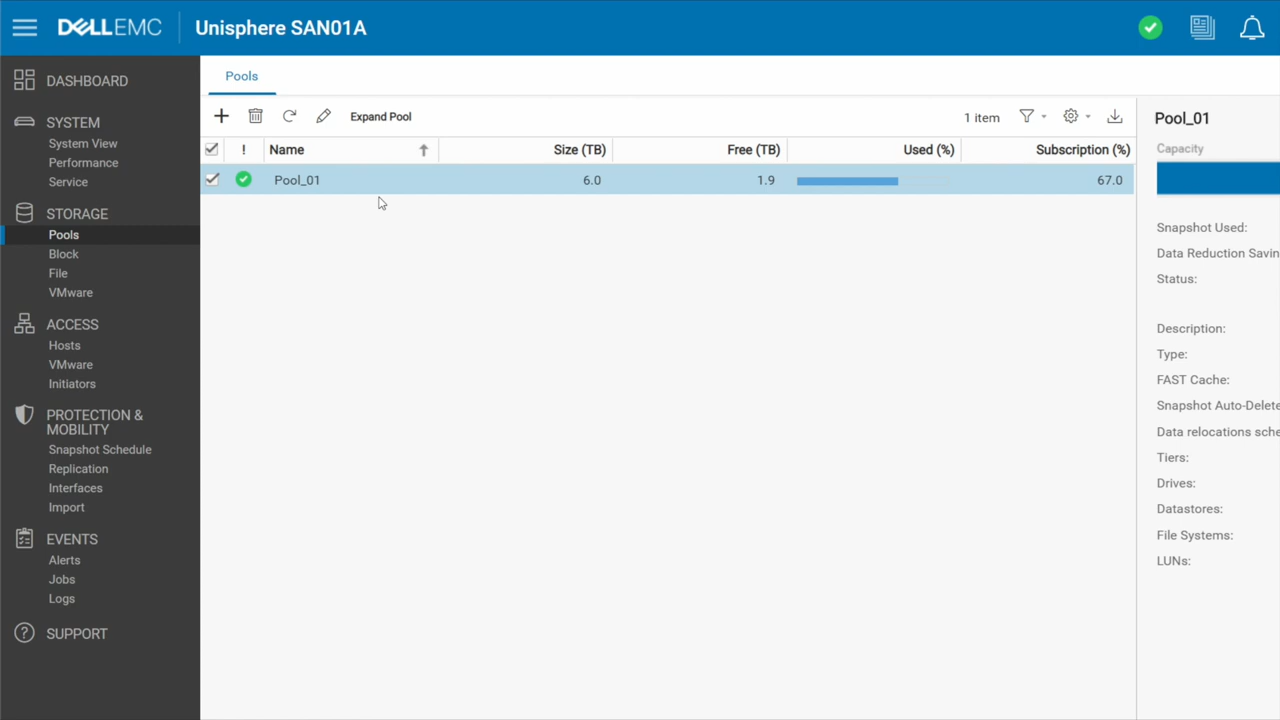 DELLEMC Unisphere SAN01A
DASHBOARD
SYSTEM
System View
Performance
Service
STORAGE
Pools
Block
File
VMware
ACCESS
Hosts
VMware
Initiators
PROTECTION &
MOBILITY
Snapshot Schedule
Replication
Interfaces
Import
EVENTS
Alerts
Jobs
Logs
? SUPPORT
Pools
Expand Pool 1 item
! Name Size (TB) Free (TB) Used (%) Subscription (%)
Pool_01 6.0 1.9 67.0
Pool_01
Capacity
Snapshot Used:
Data Reduction Savin
Status:
Description:
Type:
FAST Cache:
Snapshot Auto-Delete
Data relocations sche
Tiers:
Drives:
Datastores:
File Systems:
LUNs: